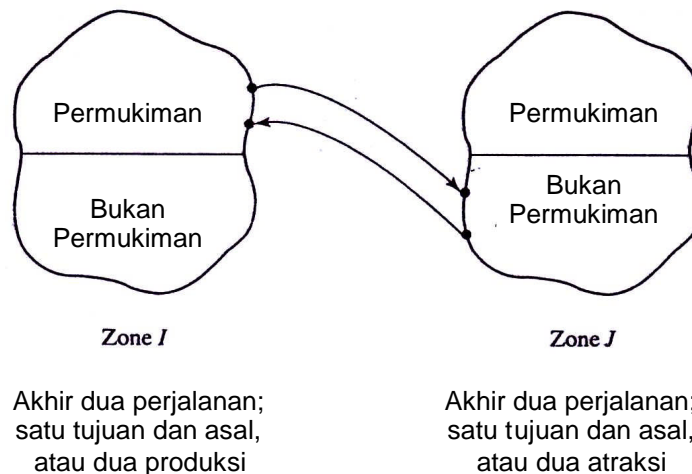 Permukiman
Bukan
Permukiman
Zone I
Akhir dua perjalanan;
satu tujuan dan asal,
atau dua produksi
Permukiman
Bukan
Permukiman
Zone J
Akhir dua perjalanan;
satu tujuan dan asal,
atau dua atraksi